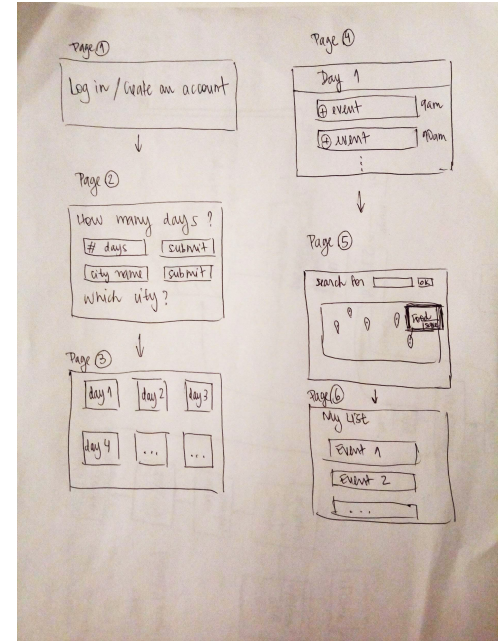 Page 1
Log in / Create an account
Page 2
How many days ?
# days submit
city name submit
which city ?
Page 3
day 1 day 2 day 3
day 4 ... ...
Page 4
Day 1
+ event 9am
+ event 10am
Page 5
search for OK
Food
Page 6
My List
Event 1
Event 2
...